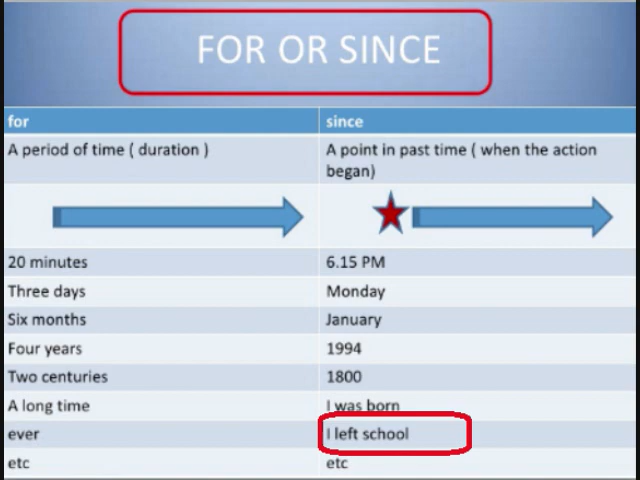 FOR OR SINCE
for since
A period of time ( duration ) A point in past time ( when the action
began)
20 minutes 6.15 PM
Three days Monday
Six months January
Four years 1994
Two centuries 1800
A long time I was born
ever I left school
etc etc